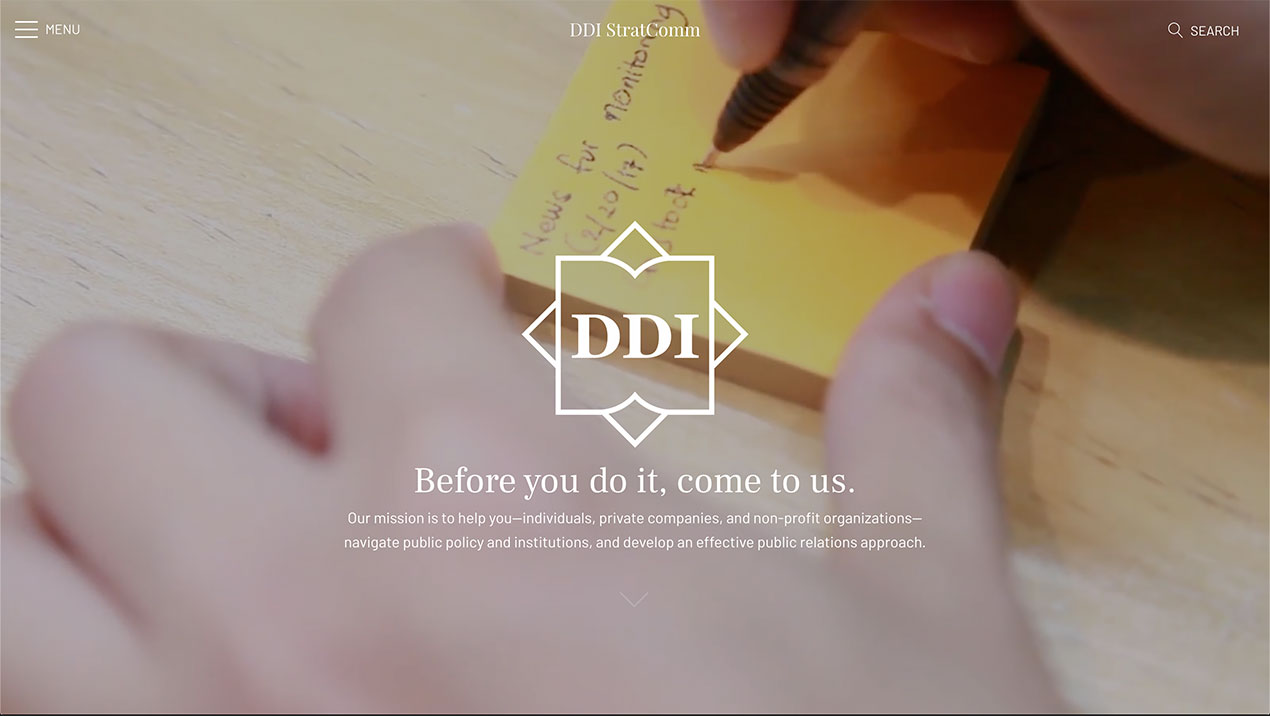 MENU
DDI StratComm
SEARCH
News for monitoring
(2/20/17)
stock
DDI
Before you do it, come to us.
Our mission is to help you—individuals, private companies, and non-profit organizations—
navigate public policy and institutions, and develop an effective public relations approach.